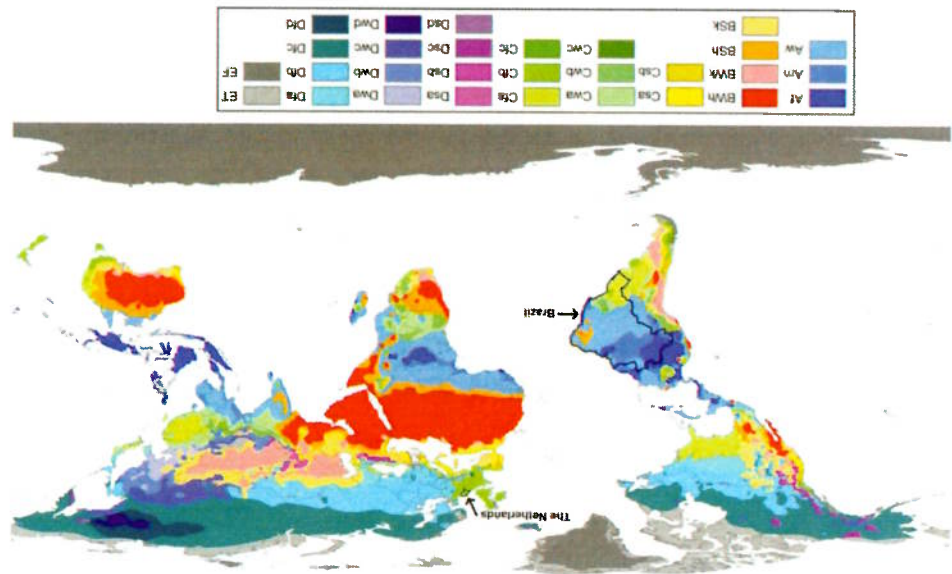 The Netherlands
Brazil
Af BWh Csa Cwa Cfa Dsa Dwa Dfa ET
Am BWk Csb Cwb Cfb Dsb Dwb Dfb EF
Aw BSh Cwc Cfc Dsc Dwc Dfc
BSk Dsd Dwd Dfd